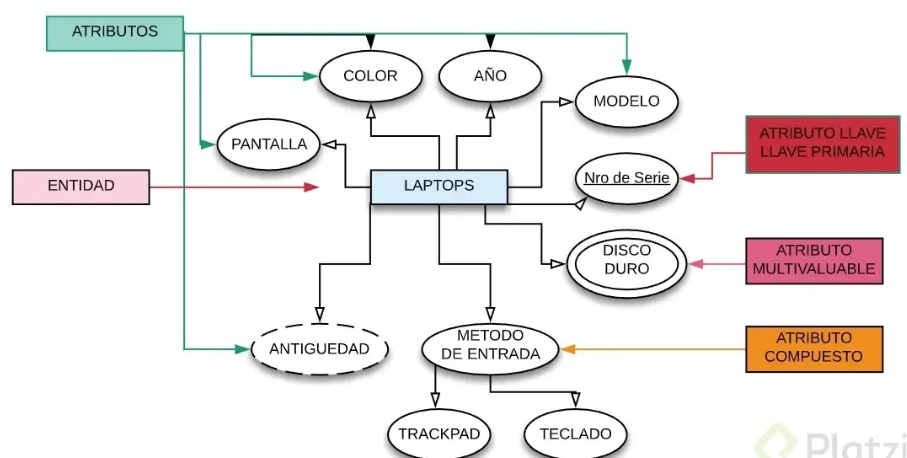 ATRIBUTOS
COLOR
AÑO
MODELO
PANTALLA
ATRIBUTO LLAVE
LLAVE PRIMARIA
ENTIDAD
LAPTOPS
Nro de Serie
DISCO
DURO
ATRIBUTO
MULTIVALUABLE
ANTIGUEDAD
METODO
DE ENTRADA
ATRIBUTO
COMPUESTO
TRACKPAD
TECLADO
Platzi